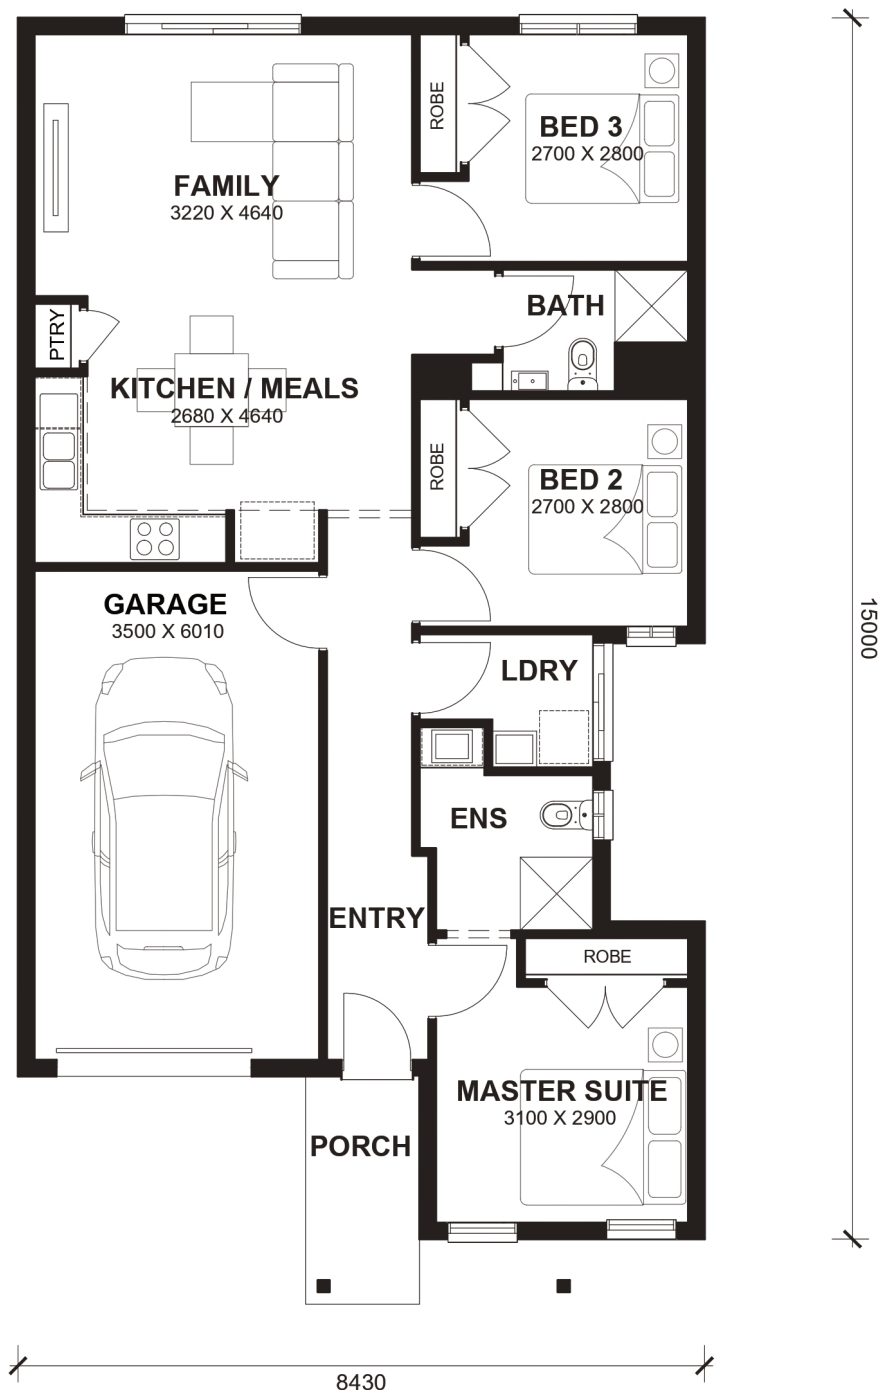 ROBE
BED 3
2700 X 2800
FAMILY
3220 X 4640
BATH
PTRY
KITCHEN / MEALS
2680 X 4640
ROBE
BED 2
2700 X 2800
GARAGE
3500 X 6010
15000
LDRY
ENS
ENTRY
ROBE
MASTER SUITE
3100 X 2900
PORCH
8430